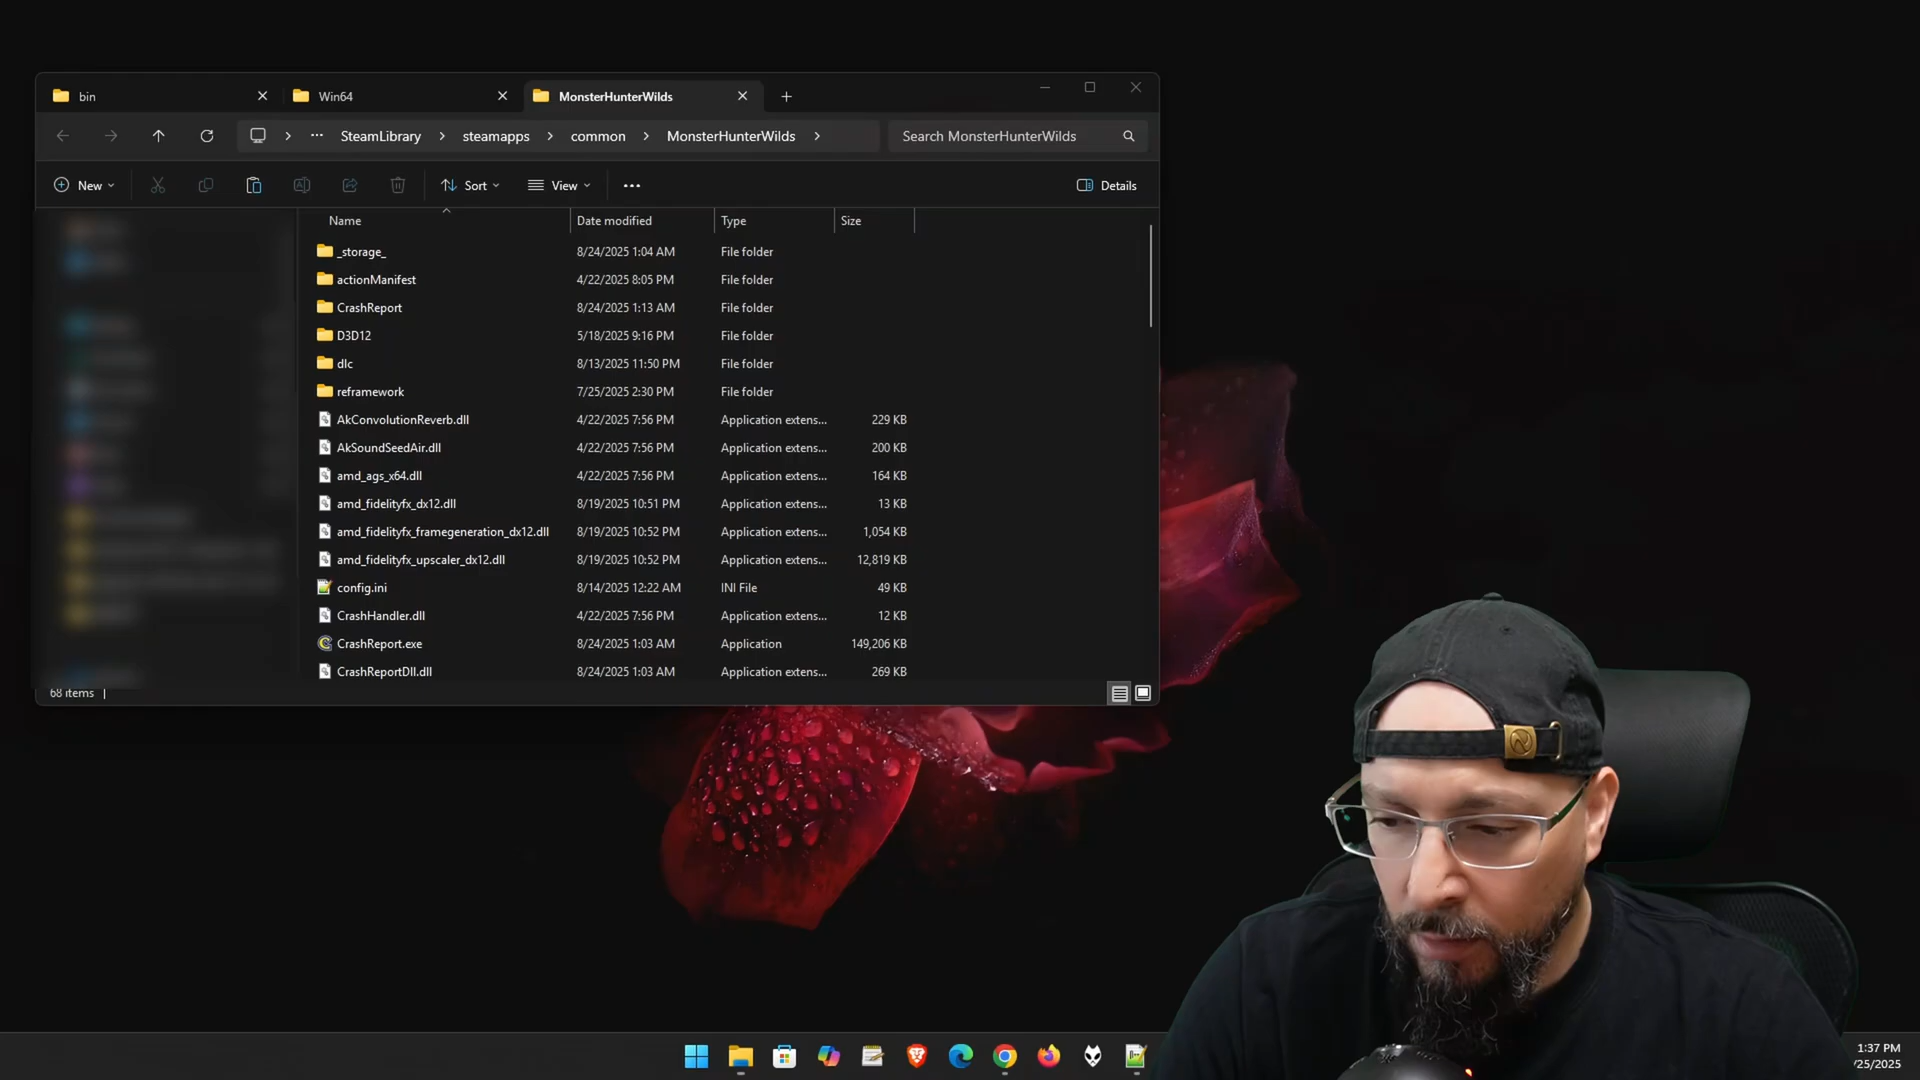 bin
Win64
MonsterHunterWilds
SteamLibrary > steamapps > common > MonsterHunterWilds >
Search MonsterHunterWilds
New
Sort
View
Details
Name Date modified Type Size
_storage_ 8/24/2025 1:04 AM File folder
actionManifest 4/22/2025 8:05 PM File folder
CrashReport 8/24/2025 1:13 AM File folder
D3D12 5/18/2025 9:16 PM File folder
dlc 8/13/2025 11:50 PM File folder
reframework 7/25/2025 2:30 PM File folder
AkConvolutionReverb.dll 4/22/2025 7:56 PM Application extens... 229 KB
AkSoundSeedAir.dll 4/22/2025 7:56 PM Application extens... 200 KB
amd_ags_x64.dll 4/22/2025 7:56 PM Application extens... 164 KB
amd_fidelityfx_dx12.dll 8/19/2025 10:51 PM Application extens... 13 KB
amd_fidelityfx_framegeneration_dx12.dll 8/19/2025 10:52 PM Application extens... 1,054 KB
amd_fidelityfx_upscaler_dx12.dll 8/19/2025 10:52 PM Application extens... 12,819 KB
config.ini 8/14/2025 12:22 AM INI File 49 KB
CrashHandler.dll 4/22/2025 7:56 PM Application extens... 12 KB
CrashReport.exe 8/24/2025 1:03 AM Application 149,206 KB
CrashReportDll.dll 8/24/2025 1:03 AM Application extens... 269 KB
68 items
1:37 PM
/25/2025